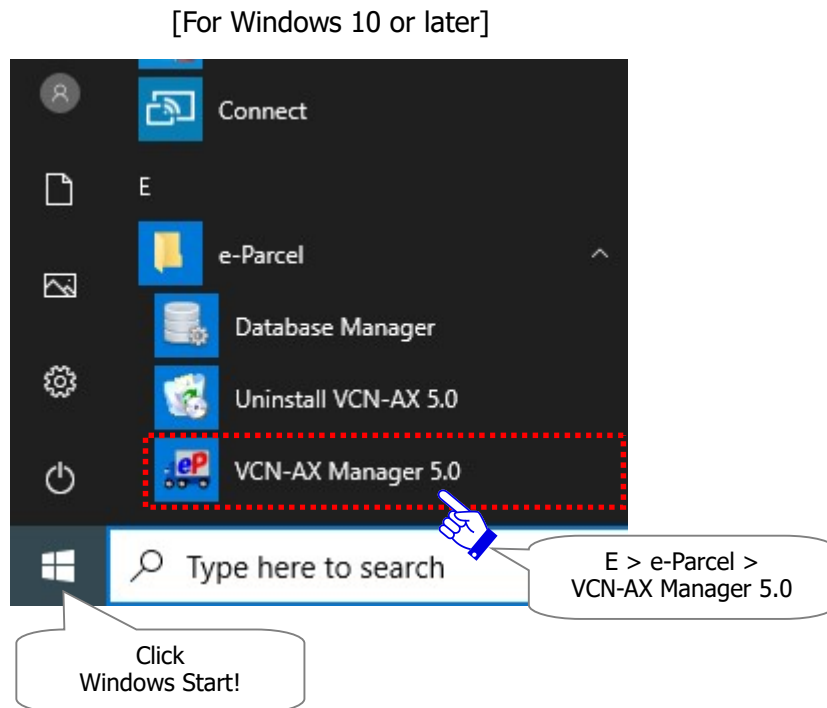 [For Windows 10 or later]
Connect
E
e-Parcel
Database Manager
Uninstall VCN-AX 5.0
eP
VCN-AX Manager 5.0
Type here to search
E > e-Parcel >
VCN-AX Manager 5.0
Click
Windows Start!